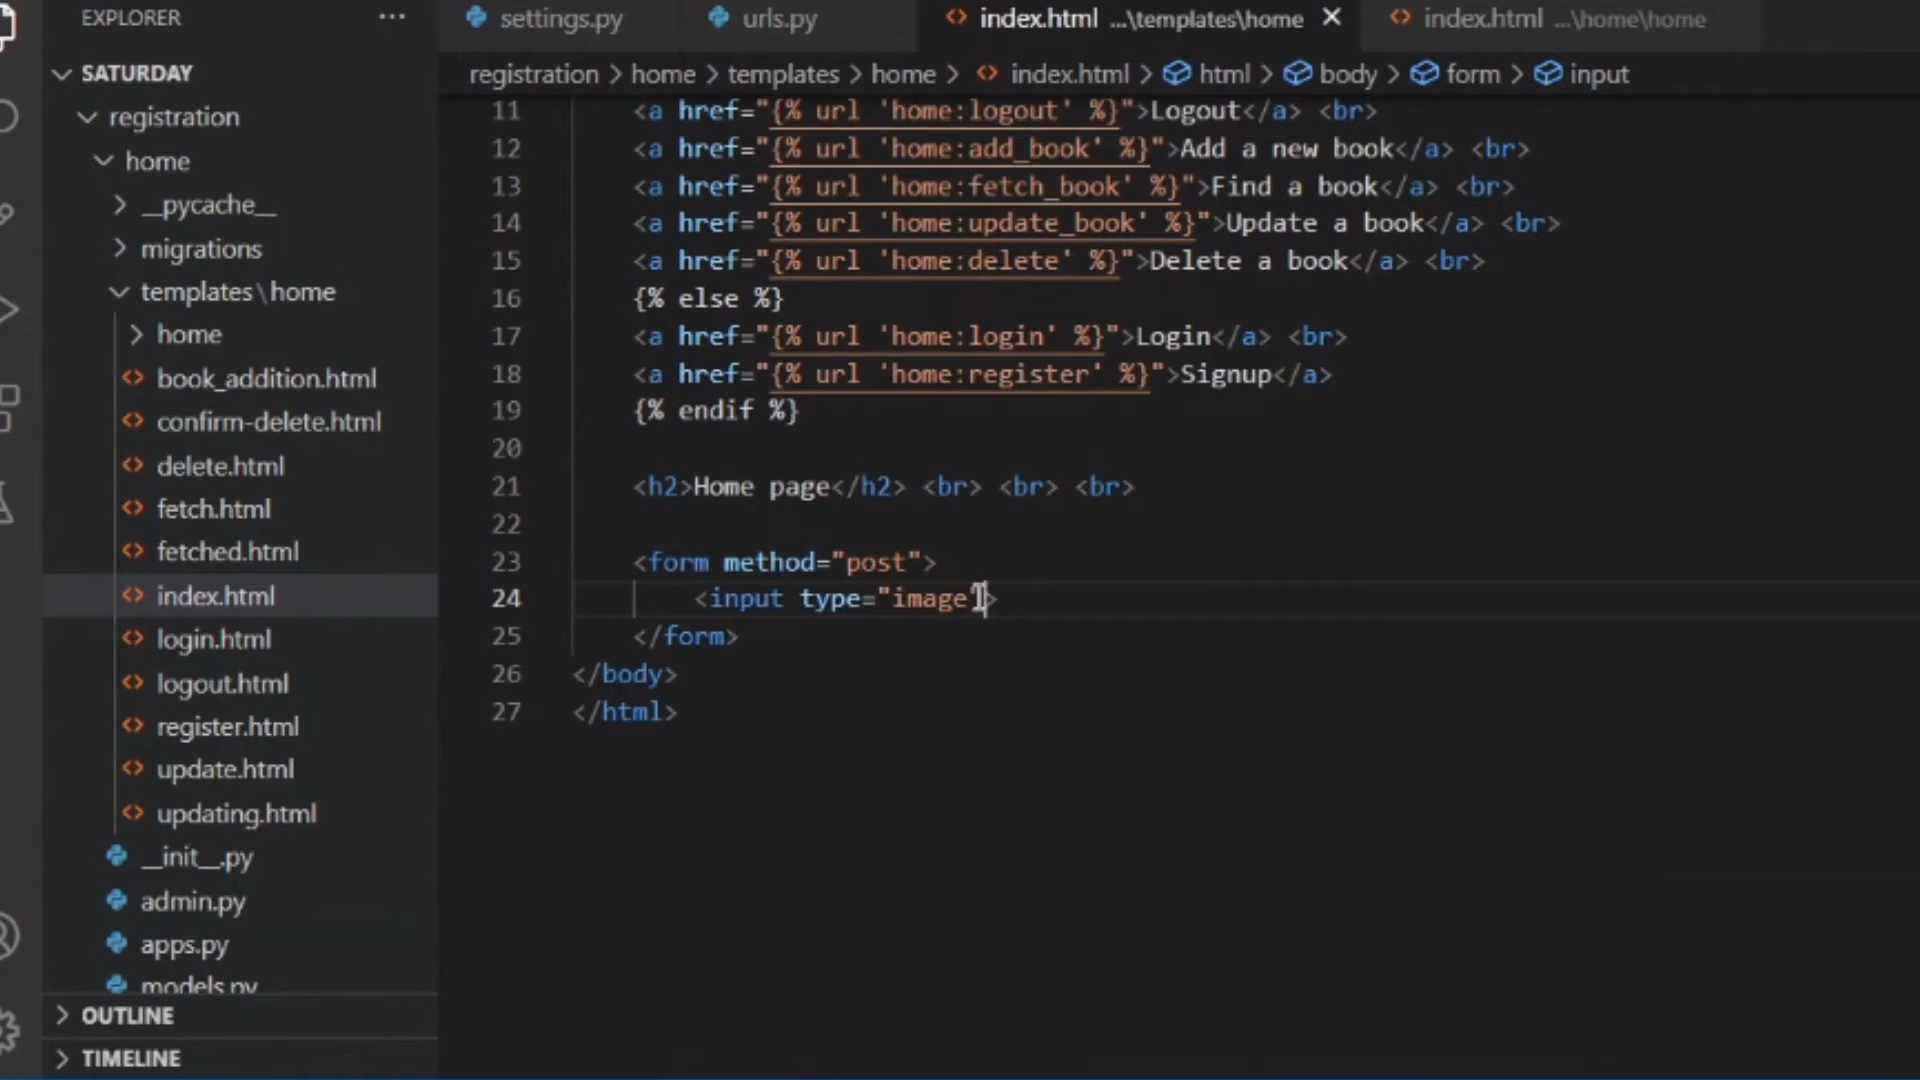 EXPLORER ...
SATURDAY
registration
home
__pycache__
migrations
templates\home
home
book_addition.html
confirm-delete.html
delete.html
fetch.html
fetched.html
index.html
login.html
logout.html
register.html
update.html
updating.html
__init__.py
admin.py
apps.py
models.py
OUTLINE
TIMELINE
settings.py urls.py index.html ...\templates\home × index.html ...\home\home
registration > home > templates > home > index.html > html > body > form > input
11 <a href="{% url 'home:logout' %}">Logout</a> <br>
12 <a href="{% url 'home:add_book' %}">Add a new book</a> <br>
13 <a href="{% url 'home:fetch_book' %}">Find a book</a> <br>
14 <a href="{% url 'home:update_book' %}">Update a book</a> <br>
15 <a href="{% url 'home:delete' %}">Delete a book</a> <br>
16 {% else %}
17 <a href="{% url 'home:login' %}">Login</a> <br>
18 <a href="{% url 'home:register' %}">Signup</a>
19 {% endif %}
20
21 <h2>Home page</h2> <br> <br> <br>
22
23 <form method="post">
24 <input type="image">
25 </form>
26 </body>
27 </html>